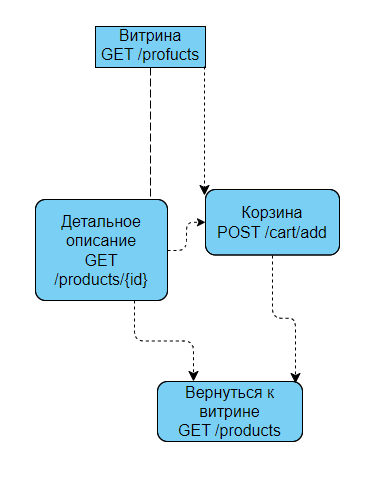 Витрина
GET /profucts
Детальное
описание
GET
/products/{id}
Корзина
POST /cart/add
Вернуться к
витрине
GET /products